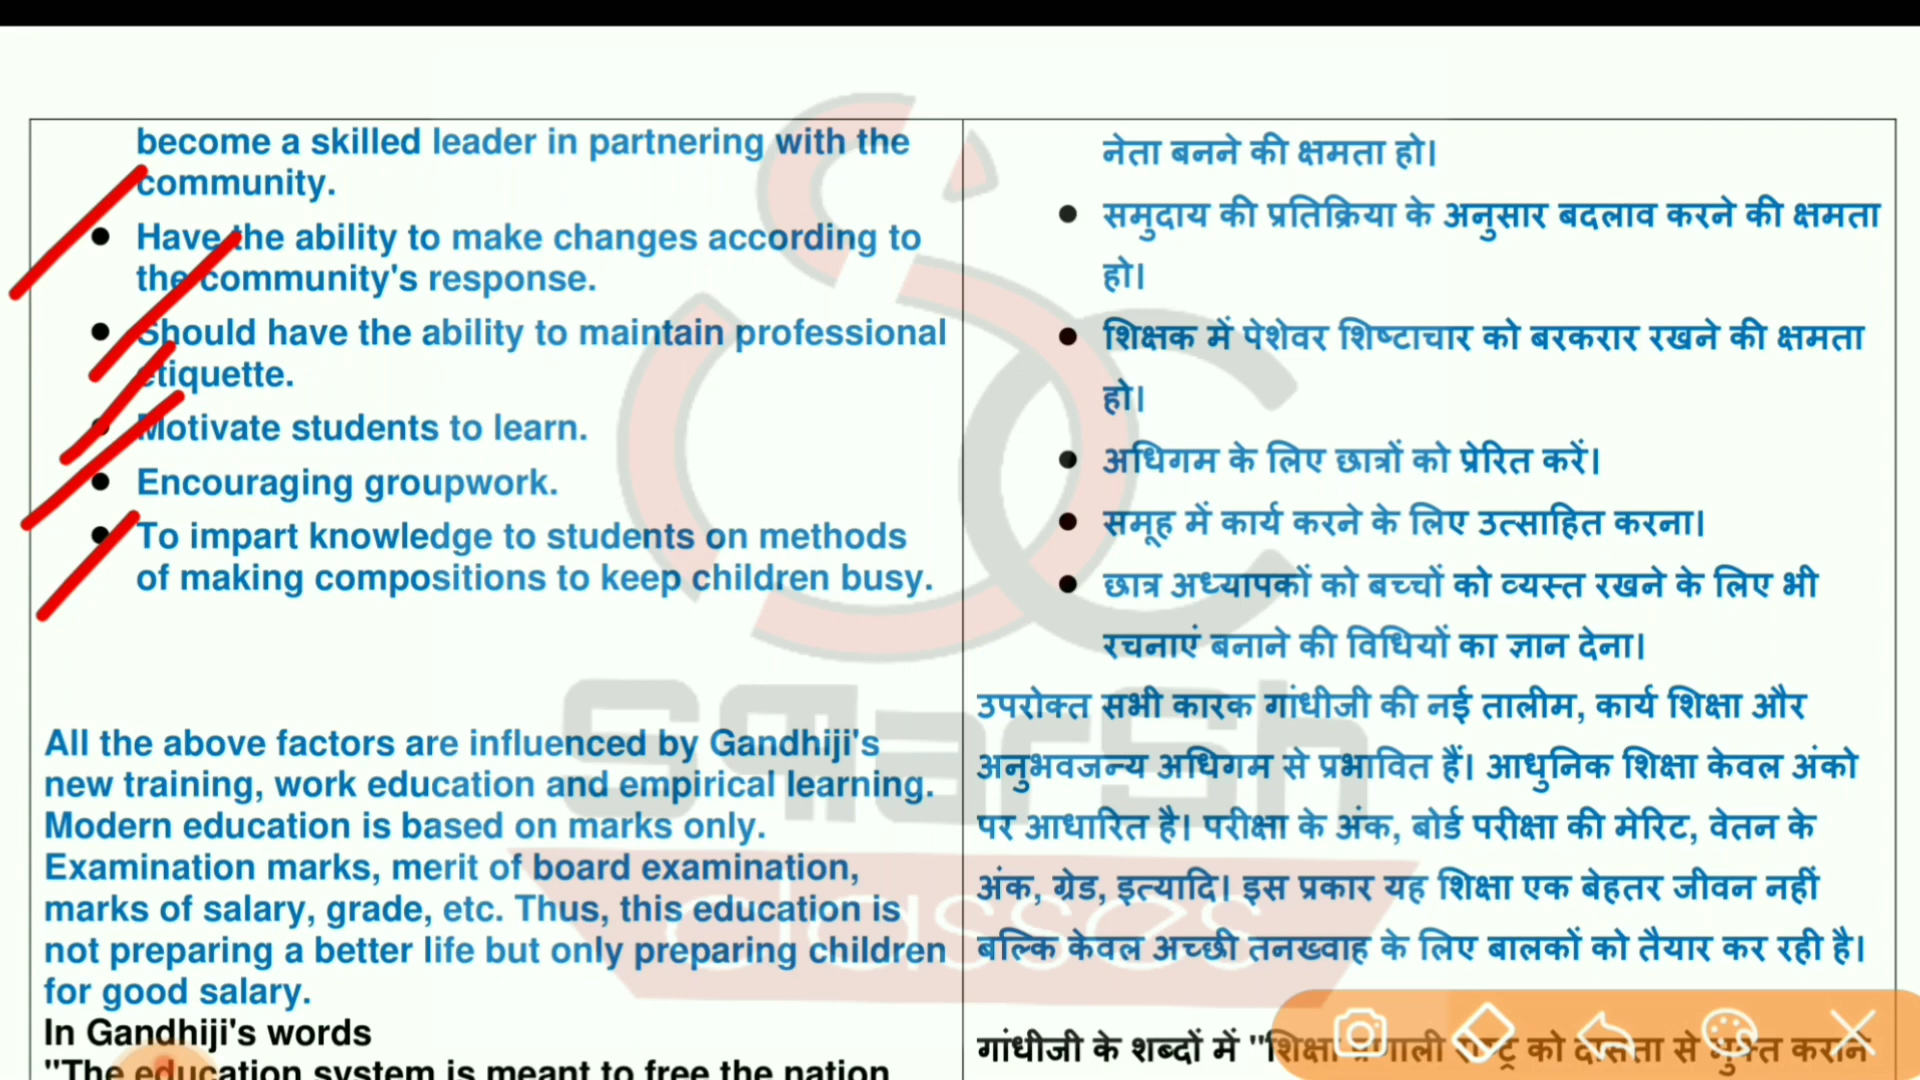 become a skilled leader in partnering with the
community.
Have the ability to make changes according to
the community's response.
Should have the ability to maintain professional
etiquette.
Motivate students to learn.
Encouraging groupwork.
To impart knowledge to students on methods
of making compositions to keep children busy.
All the above factors are influenced by Gandhiji's
new training, work education and empirical learning.
Modern education is based on marks only.
Examination marks, merit of board examination,
marks of salary, grade, etc. Thus, this education is
not preparing a better life but only preparing children
for good salary.
In Gandhiji's words
"The education system is meant to free the nation
नेता बनने की क्षमता हो।
समुदाय की प्रतिक्रिया के अनुसार बदलाव करने की क्षमता
हो।
शिक्षक में पेशेवर शिष्टाचार को बरकरार रखने की क्षमता
हो।
अधिगम के लिए छात्रों को प्रेरित करें।
समूह में कार्य करने के लिए उत्साहित करना।
छात्र अध्यापकों को बच्चों को व्यस्त रखने के लिए भी
रचनाएं बनाने की विधियों का ज्ञान देना।
उपरोक्त सभी कारक गांधीजी की नई तालीम, कार्य शिक्षा और
अनुभवजन्य अधिगम से प्रभावित हैं। आधुनिक शिक्षा केवल अंको
पर आधारित है। परीक्षा के अंक, बोर्ड परीक्षा की मेरिट, वेतन के
अंक, ग्रेड, इत्यादि। इस प्रकार यह शिक्षा एक बेहतर जीवन नहीं
बल्कि केवल अच्छी तनख्वाह के लिए बालकों को तैयार कर रही है।
गांधीजी के शब्दों में "शिक्षा प्रणाली राष्ट्र को दासता से मुक्त कराने
sparsh
classes